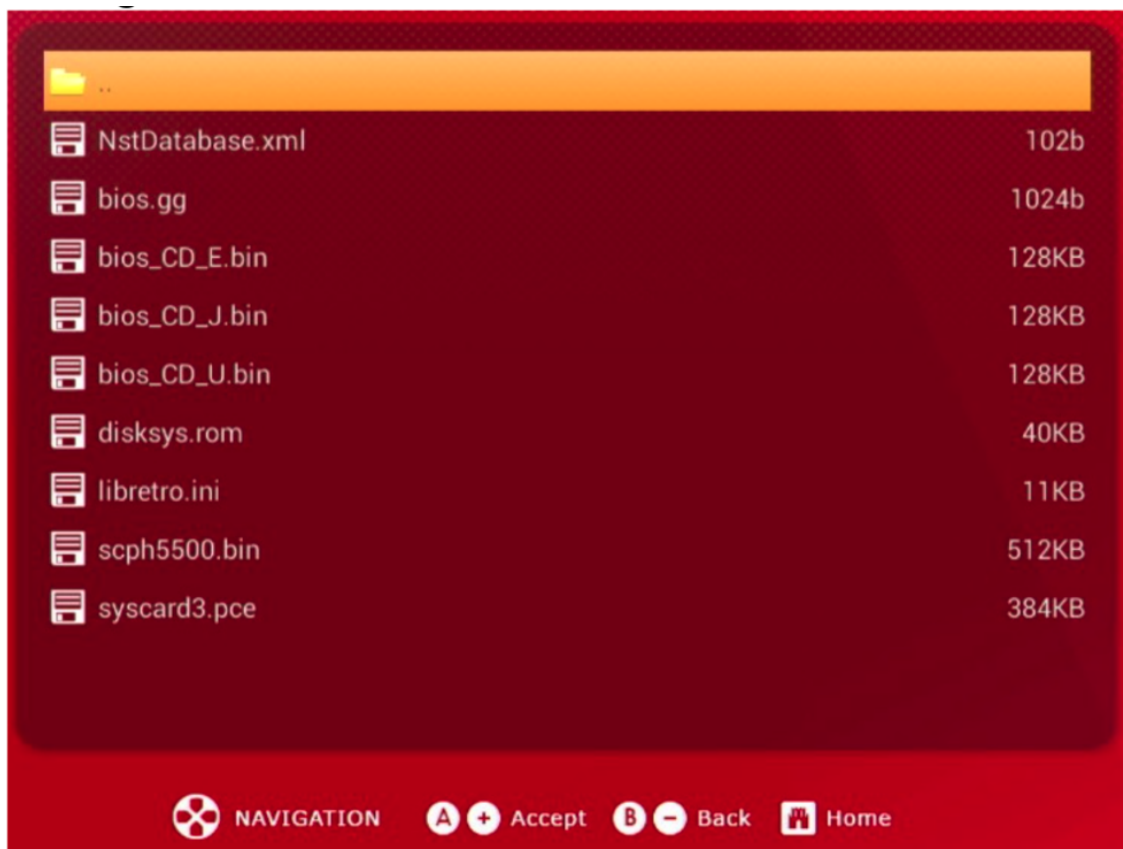 ..
NstDatabase.xml 102b
bios.gg 1024b
bios_CD_E.bin 128KB
bios_CD_J.bin 128KB
bios_CD_U.bin 128KB
disksys.rom 40KB
libretro.ini 11KB
scph5500.bin 512KB
syscard3.pce 384KB
NAVIGATION A + Accept B - Back Home